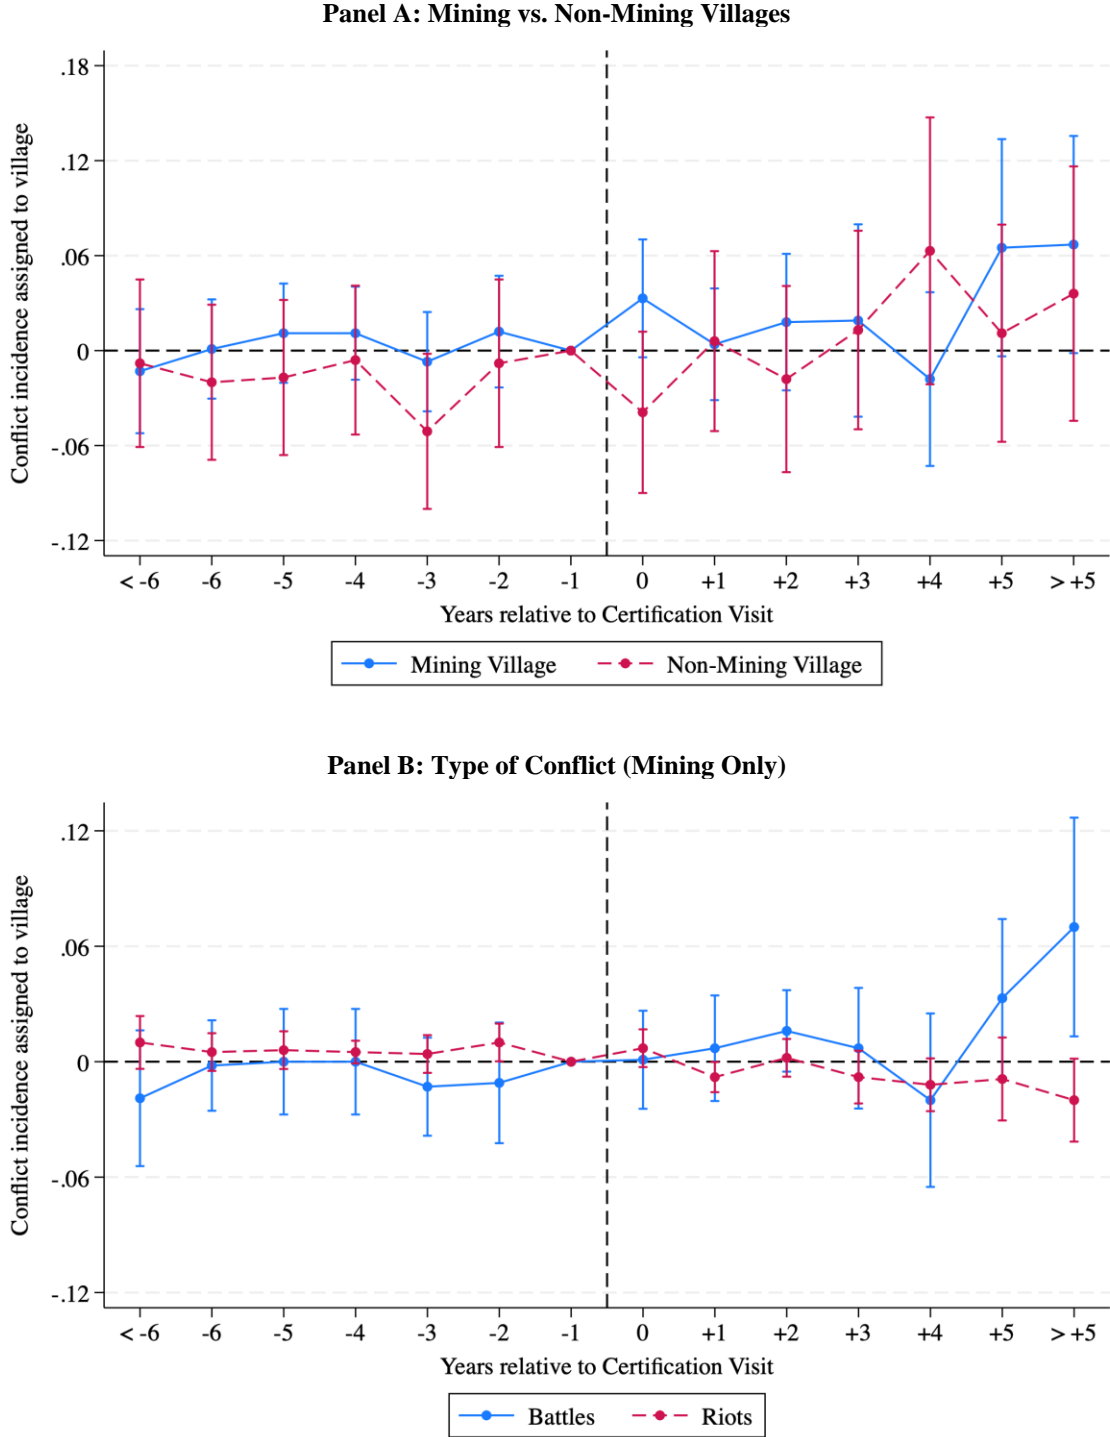 Panel A: Mining vs. Non-Mining Villages
Conflict incidence assigned to village
.18
.12
.06
0
-.06
-.12
< -6 -6 -5 -4 -3 -2 -1 0 +1 +2 +3 +4 +5 > +5
Years relative to Certification Visit
Mining Village Non-Mining Village
Panel B: Type of Conflict (Mining Only)
Conflict incidence assigned to village
.12
.06
0
-.06
-.12
< -6 -6 -5 -4 -3 -2 -1 0 +1 +2 +3 +4 +5 > +5
Years relative to Certification Visit
Battles Riots